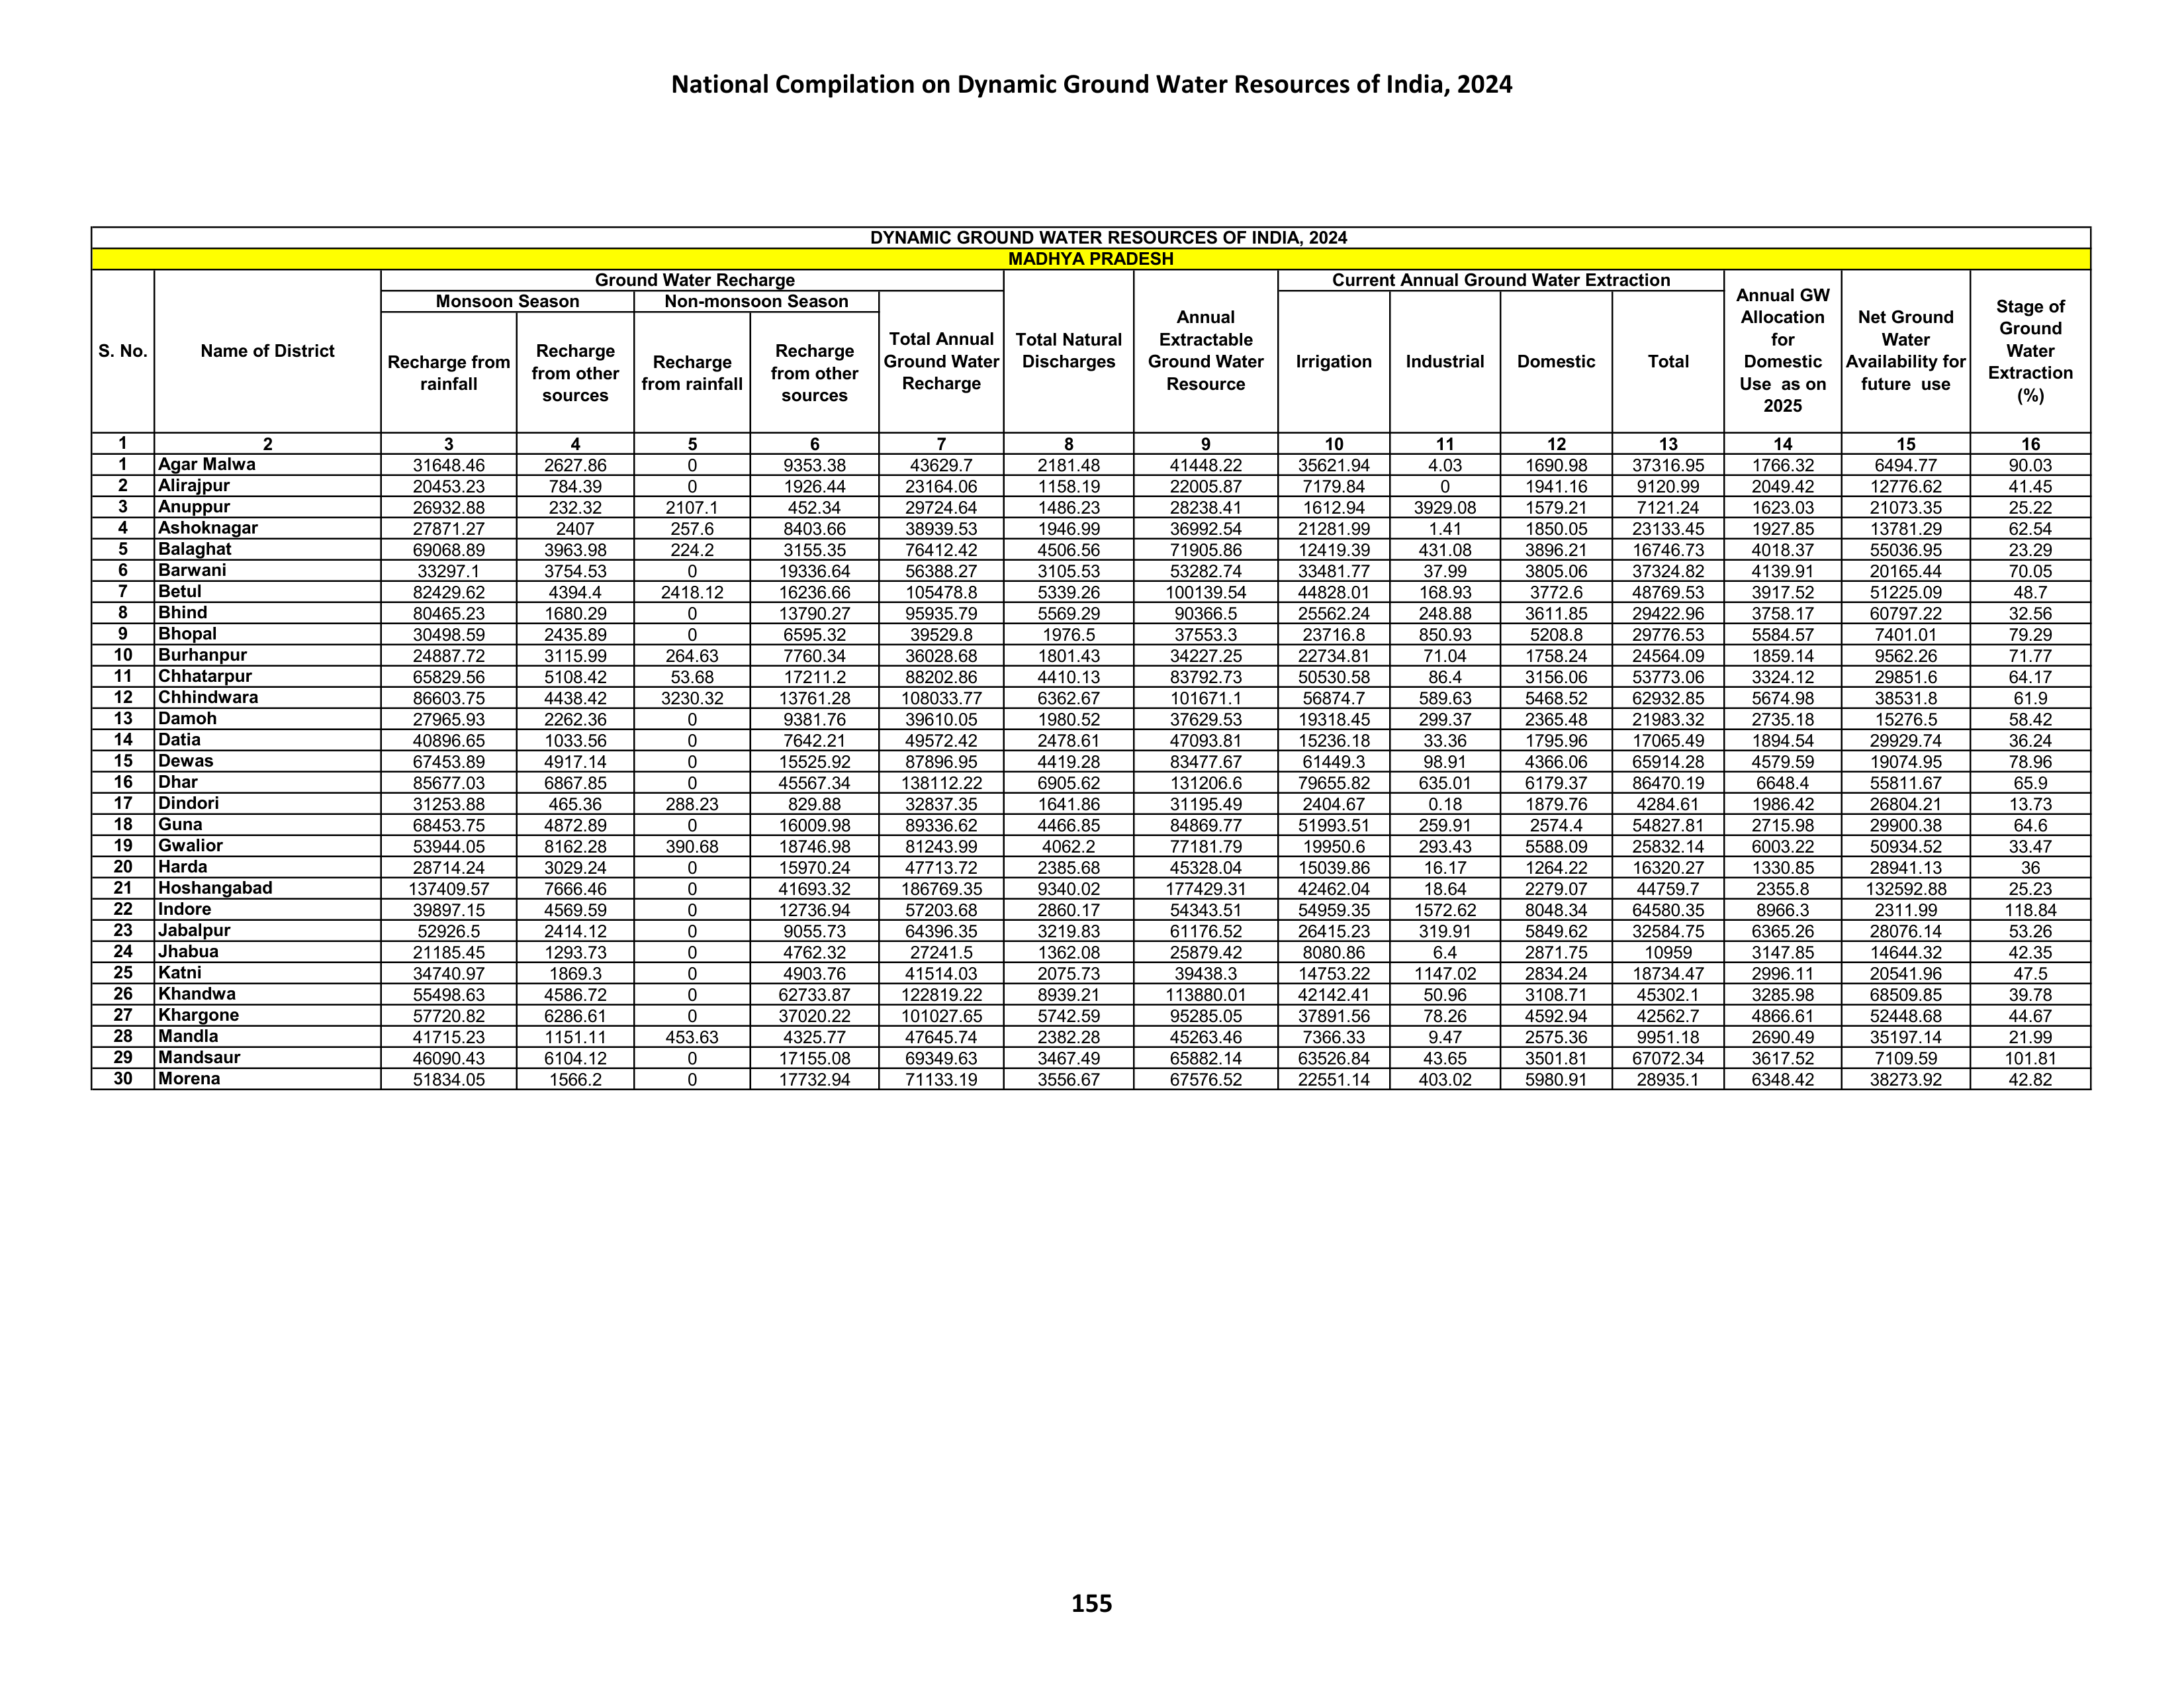 National Compilation on Dynamic Ground Water Resources of India, 2024
DYNAMIC GROUND WATER RESOURCES OF INDIA, 2024
MADHYA PRADESH
S. No. Name of District Ground Water Recharge Total Natural Discharges Annual Extractable Ground Water Resource Current Annual Ground Water Extraction Annual GW Allocation for Domestic Use as on 2025 Net Ground Water Availability for future use Stage of Ground Water Extraction (%)
Monsoon Season Non-monsoon Season Total Annual Ground Water Recharge Irrigation Industrial Domestic Total
Recharge from rainfall Recharge from other sources Recharge from rainfall Recharge from other sources
1 2 3 4 5 6 7 8 9 10 11 12 13 14 15 16
1 Agar Malwa 31648.46 2627.86 0 9353.38 43629.7 2181.48 41448.22 35621.94 4.03 1690.98 37316.95 1766.32 6494.77 90.03
2 Alirajpur 20453.23 784.39 0 1926.44 23164.06 1158.19 22005.87 7179.84 0 1941.16 9120.99 2049.42 12776.62 41.45
3 Anuppur 26932.88 232.32 2107.1 452.34 29724.64 1486.23 28238.41 1612.94 3929.08 1579.21 7121.24 1623.03 21073.35 25.22
4 Ashoknagar 27871.27 2407 257.6 8403.66 38939.53 1946.99 36992.54 21281.99 1.41 1850.05 23133.45 1927.85 13781.29 62.54
5 Balaghat 69068.89 3963.98 224.2 3155.35 76412.42 4506.56 71905.86 12419.39 431.08 3896.21 16746.73 4018.37 55036.95 23.29
6 Barwani 33297.1 3754.53 0 19336.64 56388.27 3105.53 53282.74 33481.77 37.99 3805.06 37324.82 4139.91 20165.44 70.05
7 Betul 82429.62 4394.4 2418.12 16236.66 105478.8 5339.26 100139.54 44828.01 168.93 3772.6 48769.53 3917.52 51225.09 48.7
8 Bhind 80465.23 1680.29 0 13790.27 95935.79 5569.29 90366.5 25562.24 248.88 3611.85 29422.96 3758.17 60797.22 32.56
9 Bhopal 30498.59 2435.89 0 6595.32 39529.8 1976.5 37553.3 23716.8 850.93 5208.8 29776.53 5584.57 7401.01 79.29
10 Burhanpur 24887.72 3115.99 264.63 7760.34 36028.68 1801.43 34227.25 22734.81 71.04 1758.24 24564.09 1859.14 9562.26 71.77
11 Chhatarpur 65829.56 5108.42 53.68 17211.2 88202.86 4410.13 83792.73 50530.58 86.4 3156.06 53773.06 3324.12 29851.6 64.17
12 Chhindwara 86603.75 4438.42 3230.32 13761.28 108033.77 6362.67 101671.1 56874.7 589.63 5468.52 62932.85 5674.98 38531.8 61.9
13 Damoh 27965.93 2262.36 0 9381.76 39610.05 1980.52 37629.53 19318.45 299.37 2365.48 21983.32 2735.18 15276.5 58.42
14 Datia 40896.65 1033.56 0 7642.21 49572.42 2478.61 47093.81 15236.18 33.36 1795.96 17065.49 1894.54 29929.74 36.24
15 Dewas 67453.89 4917.14 0 15525.92 87896.95 4419.28 83477.67 61449.3 98.91 4366.06 65914.28 4579.59 19074.95 78.96
16 Dhar 85677.03 6867.85 0 45567.34 138112.22 6905.62 131206.6 79655.82 635.01 6179.37 86470.19 6648.4 55811.67 65.9
17 Dindori 31253.88 465.36 288.23 829.88 32837.35 1641.86 31195.49 2404.67 0.18 1879.76 4284.61 1986.42 26804.21 13.73
18 Guna 68453.75 4872.89 0 16009.98 89336.62 4466.85 84869.77 51993.51 259.91 2574.4 54827.81 2715.98 29900.38 64.6
19 Gwalior 53944.05 8162.28 390.68 18746.98 81243.99 4062.2 77181.79 19950.6 293.43 5588.09 25832.14 6003.22 50934.52 33.47
20 Harda 28714.24 3029.24 0 15970.24 47713.72 2385.68 45328.04 15039.86 16.17 1264.22 16320.27 1330.85 28941.13 36
21 Hoshangabad 137409.57 7666.46 0 41693.32 186769.35 9340.02 177429.31 42462.04 18.64 2279.07 44759.7 2355.8 132592.88 25.23
22 Indore 39897.15 4569.59 0 12736.94 57203.68 2860.17 54343.51 54959.35 1572.62 8048.34 64580.35 8966.3 2311.99 118.84
23 Jabalpur 52926.5 2414.12 0 9055.73 64396.35 3219.83 61176.52 26415.23 319.91 5849.62 32584.75 6365.26 28076.14 53.26
24 Jhabua 21185.45 1293.73 0 4762.32 27241.5 1362.08 25879.42 8080.86 6.4 2871.75 10959 3147.85 14644.32 42.35
25 Katni 34740.97 1869.3 0 4903.76 41514.03 2075.73 39438.3 14753.22 1147.02 2834.24 18734.47 2996.11 20541.96 47.5
26 Khandwa 55498.63 4586.72 0 62733.87 122819.22 8939.21 113880.01 42142.41 50.96 3108.71 45302.1 3285.98 68509.85 39.78
27 Khargone 57720.82 6286.61 0 37020.22 101027.65 5742.59 95285.05 37891.56 78.26 4592.94 42562.7 4866.61 52448.68 44.67
28 Mandla 41715.23 1151.11 453.63 4325.77 47645.74 2382.28 45263.46 7366.33 9.47 2575.36 9951.18 2690.49 35197.14 21.99
29 Mandsaur 46090.43 6104.12 0 17155.08 69349.63 3467.49 65882.14 63526.84 43.65 3501.81 67072.34 3617.52 7109.59 101.81
30 Morena 51834.05 1566.2 0 17732.94 71133.19 3556.67 67576.52 22551.14 403.02 5980.91 28935.1 6348.42 38273.92 42.82
155